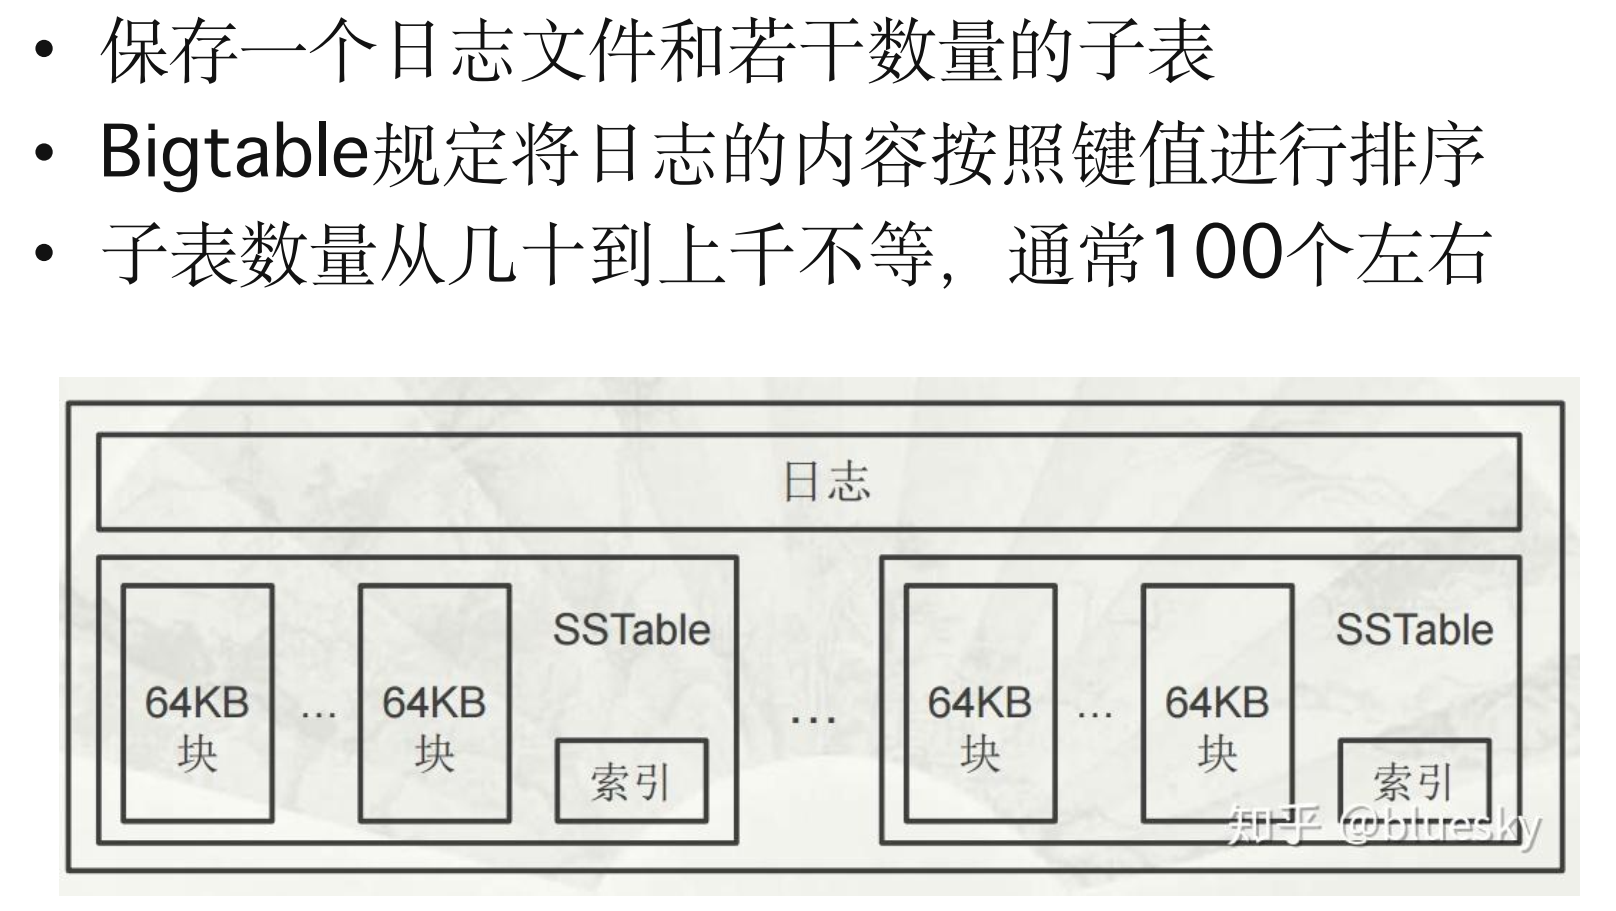 • 保存一个日志文件和若干数量的子表
• Bigtable规定将日志的内容按照键值进行排序
• 子表数量从几十到上千不等，通常100个左右
日志
SSTable SSTable
64KB ... 64KB ... 64KB ... 64KB
块 块 块 块
索引 索引
知乎 @bluesky